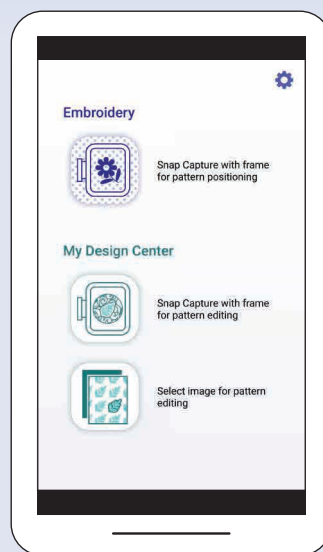 Embroidery
Snap Capture with frame
for pattern positioning
My Design Center
Snap Capture with frame
for pattern editing
Select image for pattern
editing